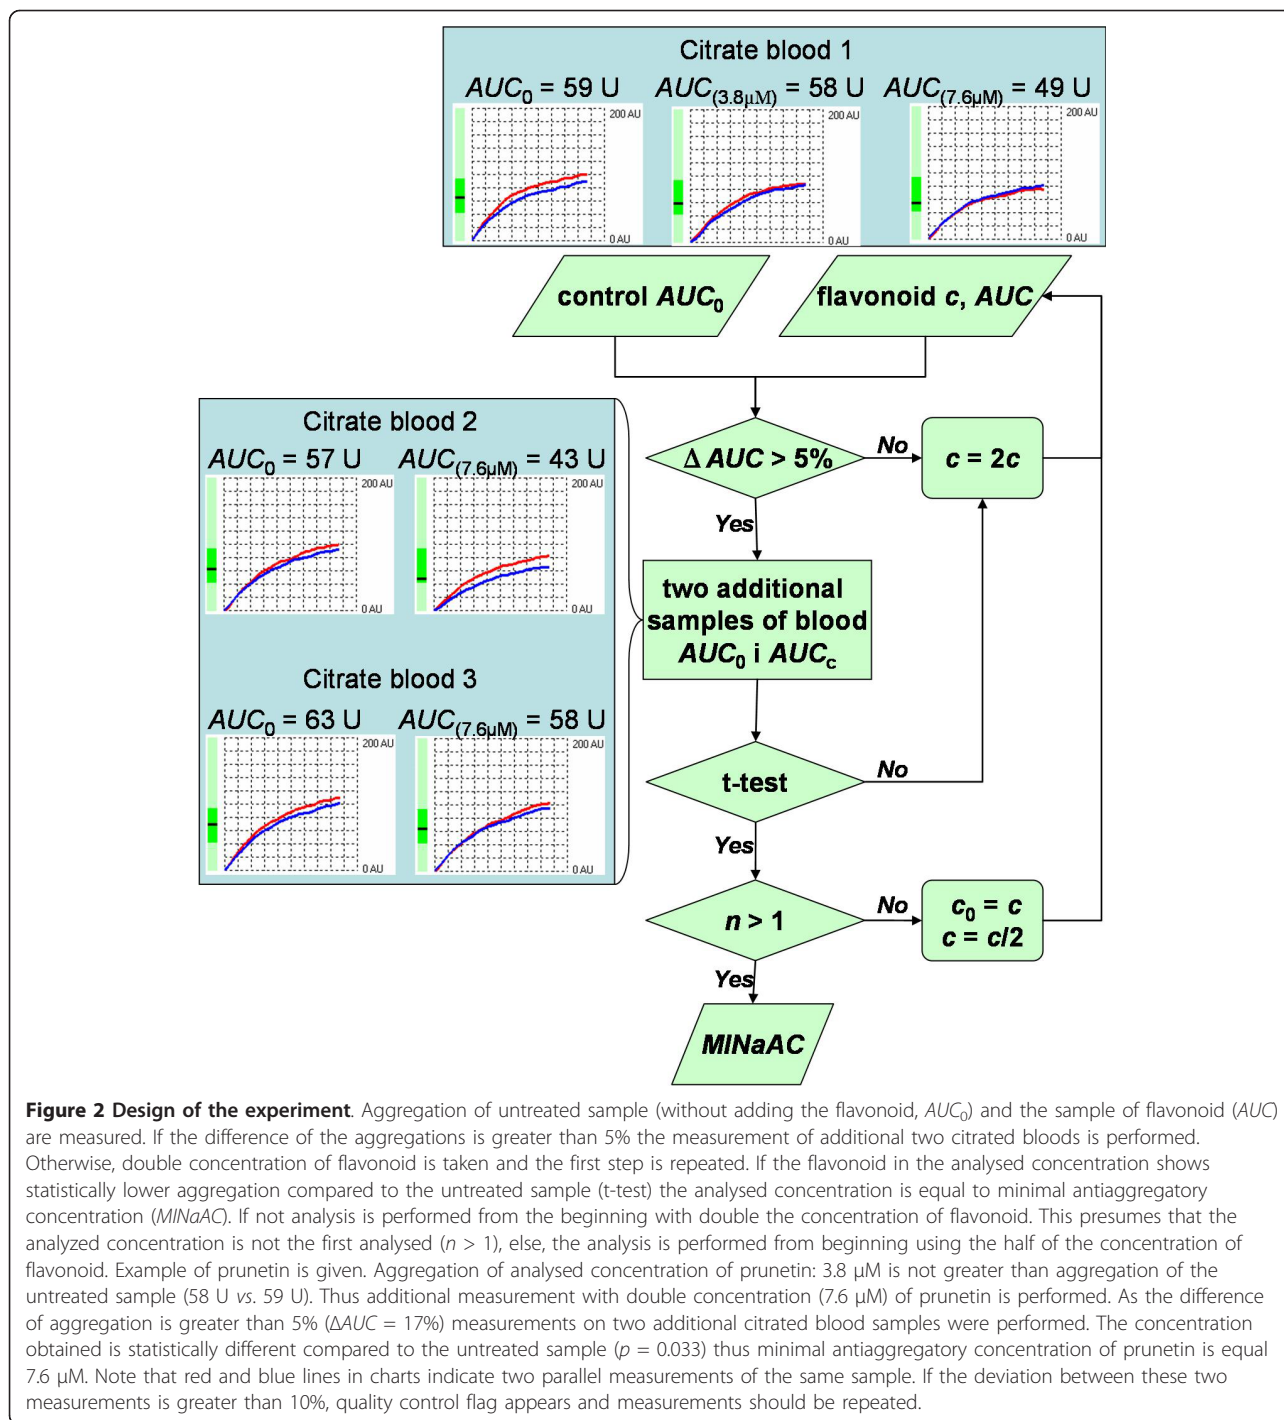 Citrate blood 1
AUC₀ = 59 U AUC(3.8µM) = 58 U AUC(7.6µM) = 49 U
200 AU 200 AU 200 AU
0 AU 0 AU 0 AU
control AUC₀ flavonoid c, AUC
Citrate blood 2
AUC₀ = 57 U AUC(7.6µM) = 43 U
200 AU 200 AU
0 AU 0 AU
Citrate blood 3
AUC₀ = 63 U AUC(7.6µM) = 58 U
200 AU 200 AU
0 AU 0 AU
Δ AUC > 5%
No
c = 2c
Yes
two additional
samples of blood
AUC₀ i AUCc
t-test
No
Yes
n > 1
No
c₀ = c
c = c/2
Yes
MINaAC
Figure 2 Design of the experiment. Aggregation of untreated sample (without adding the flavonoid, AUC₀) and the sample of flavonoid (AUC)
are measured. If the difference of the aggregations is greater than 5% the measurement of additional two citrated bloods is performed.
Otherwise, double concentration of flavonoid is taken and the first step is repeated. If the flavonoid in the analysed concentration shows
statistically lower aggregation compared to the untreated sample (t-test) the analysed concentration is equal to minimal antiaggregatory
concentration (MINaAC). If not analysis is performed from the beginning with double the concentration of flavonoid. This presumes that the
analyzed concentration is not the first analysed (n > 1), else, the analysis is performed from beginning using the half of the concentration of
flavonoid. Example of prunetin is given. Aggregation of analysed concentration of prunetin: 3.8 µM is not greater than aggregation of the
untreated sample (58 U vs. 59 U). Thus additional measurement with double concentration (7.6 µM) of prunetin is performed. As the difference
of aggregation is greater than 5% (ΔAUC = 17%) measurements on two additional citrated blood samples were performed. The concentration
obtained is statistically different compared to the untreated sample (p = 0.033) thus minimal antiaggregatory concentration of prunetin is equal
7.6 µM. Note that red and blue lines in charts indicate two parallel measurements of the same sample. If the deviation between these two
measurements is greater than 10%, quality control flag appears and measurements should be repeated.